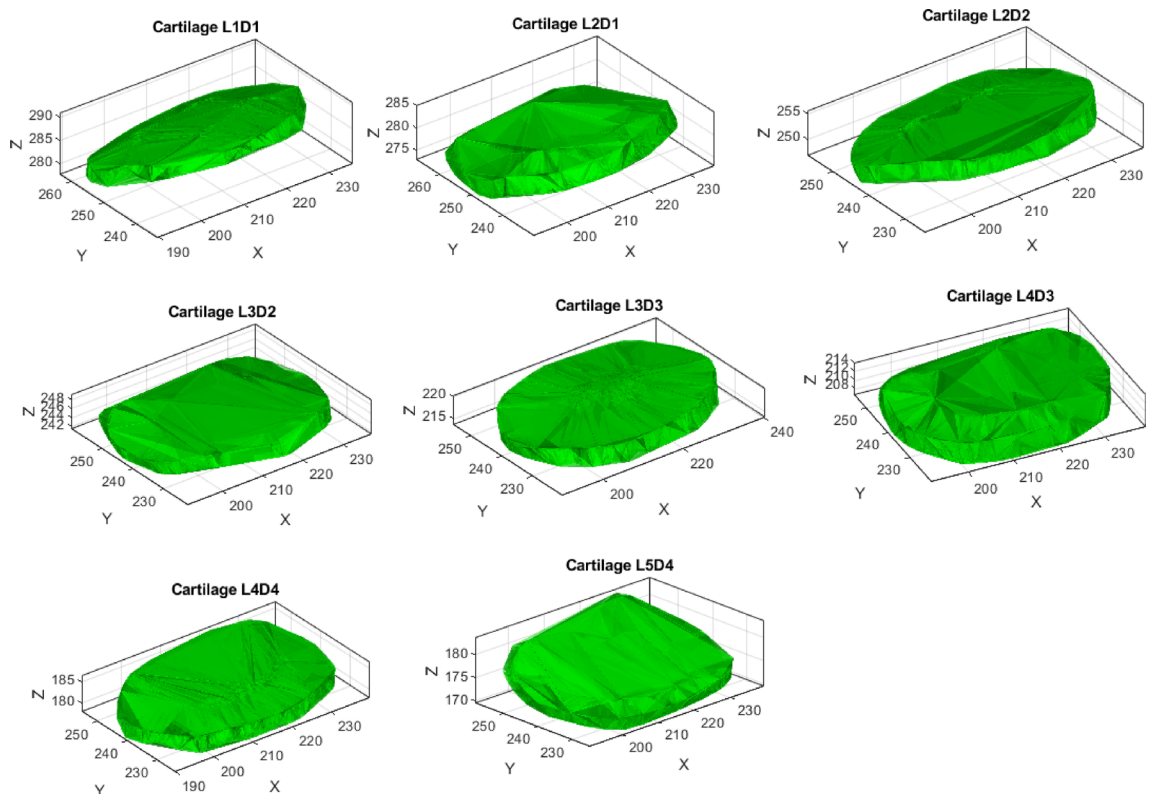 Cartilage L1D1
290
285
280
Z
260
250
240
Y
190
200
210
220
230
X
Cartilage L2D1
285
280
275
Z
260
250
240
Y
200
210
220
230
X
Cartilage L2D2
255
250
Z
250
240
230
Y
200
210
220
230
X
Cartilage L3D2
248
246
244
242
Z
250
240
230
Y
200
210
220
230
X
Cartilage L3D3
220
215
Z
250
240
230
Y
200
220
240
X
Cartilage L4D3
214
212
210
208
Z
250
240
230
Y
200
210
220
230
X
Cartilage L4D4
185
180
Z
250
240
230
Y
190
200
210
220
230
X
Cartilage L5D4
180
175
170
Z
250
240
230
Y
200
210
220
230
X